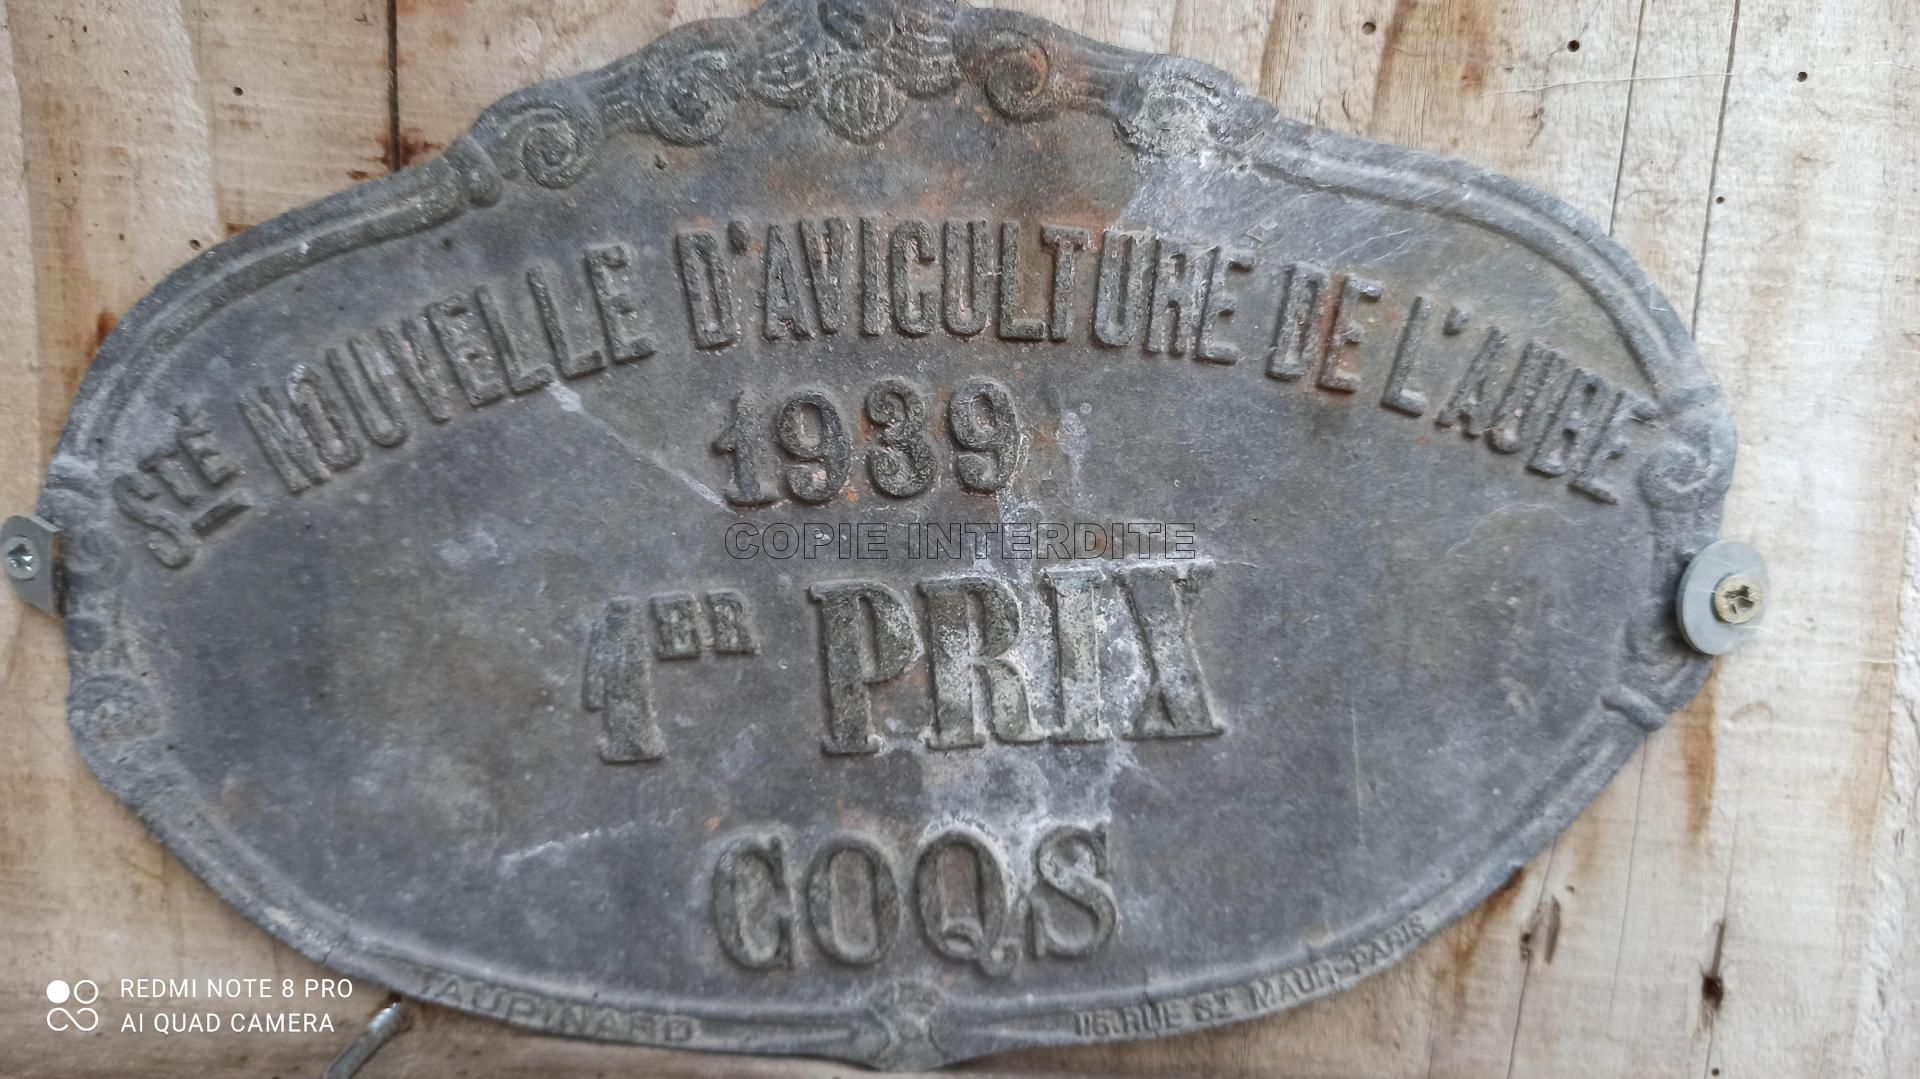 STÉ NOUVELLE D'AVICULTURE DE L'AUBE
1939
COPIE INTERDITE
1ER PRIX
COQS
TAUPINARD
116. RUE ST MAUR-PARIS
REDMI NOTE 8 PRO
AI QUAD CAMERA